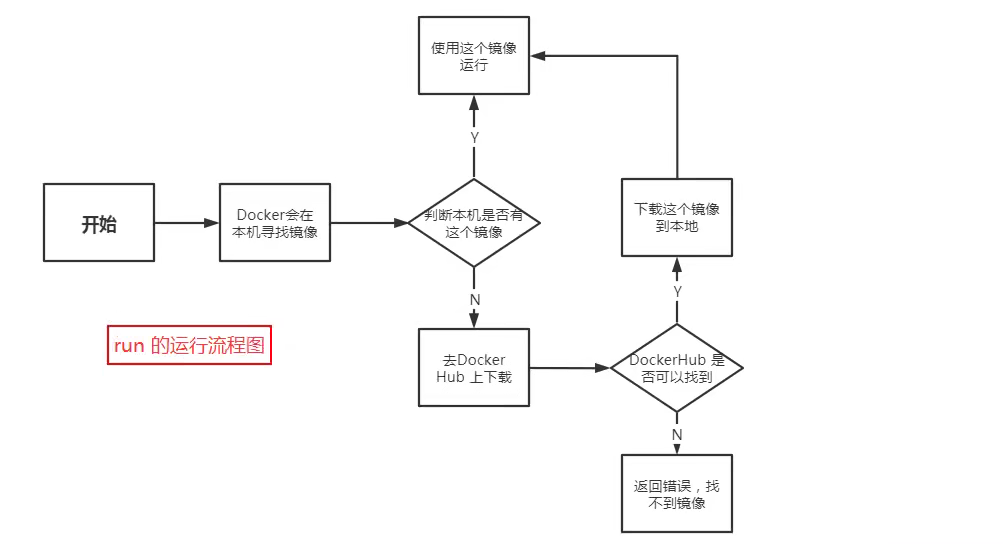 使用这个镜像
运行
Y
开始
Docker会在
本机寻找镜像
判断本机是否有
这个镜像
下载这个镜像
到本地
N
Y
run 的运行流程图
去Docker
Hub 上下载
DockerHub 是
否可以找到
N
返回错误，找
不到镜像